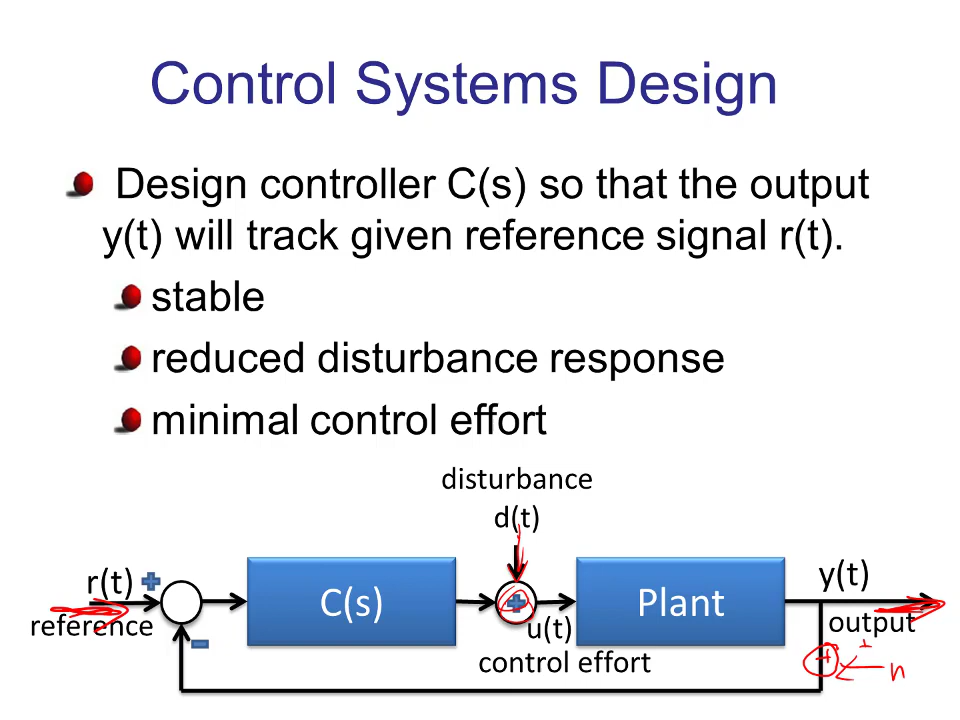 Control Systems Design
Design controller C(s) so that the output
y(t) will track given reference signal r(t).
stable
reduced disturbance response
minimal control effort
disturbance
d(t)
r(t) +
reference
-
C(s)
+
u(t)
control effort
Plant
y(t)
output
+
n